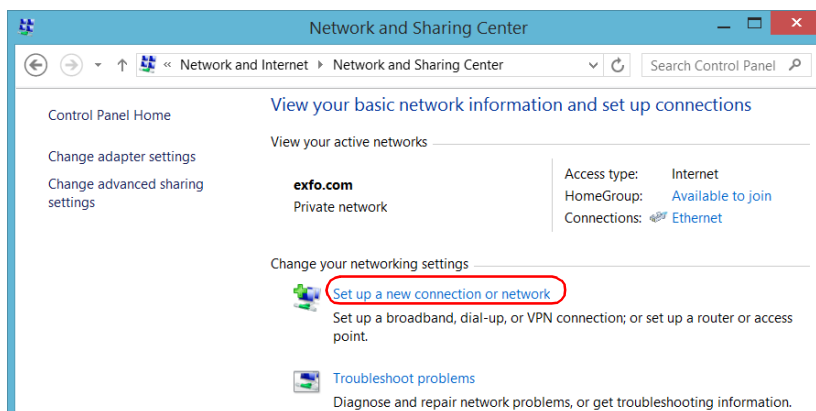 Network and Sharing Center
« Network and Internet Network and Sharing Center
Search Control Panel
Control Panel Home
Change adapter settings
Change advanced sharing
settings
View your basic network information and set up connections
View your active networks
exfo.com
Private network
Access type: Internet
HomeGroup: Available to join
Connections: Ethernet
Change your networking settings
Set up a new connection or network
Set up a broadband, dial-up, or VPN connection; or set up a router or access
point.
Troubleshoot problems
Diagnose and repair network problems, or get troubleshooting information.